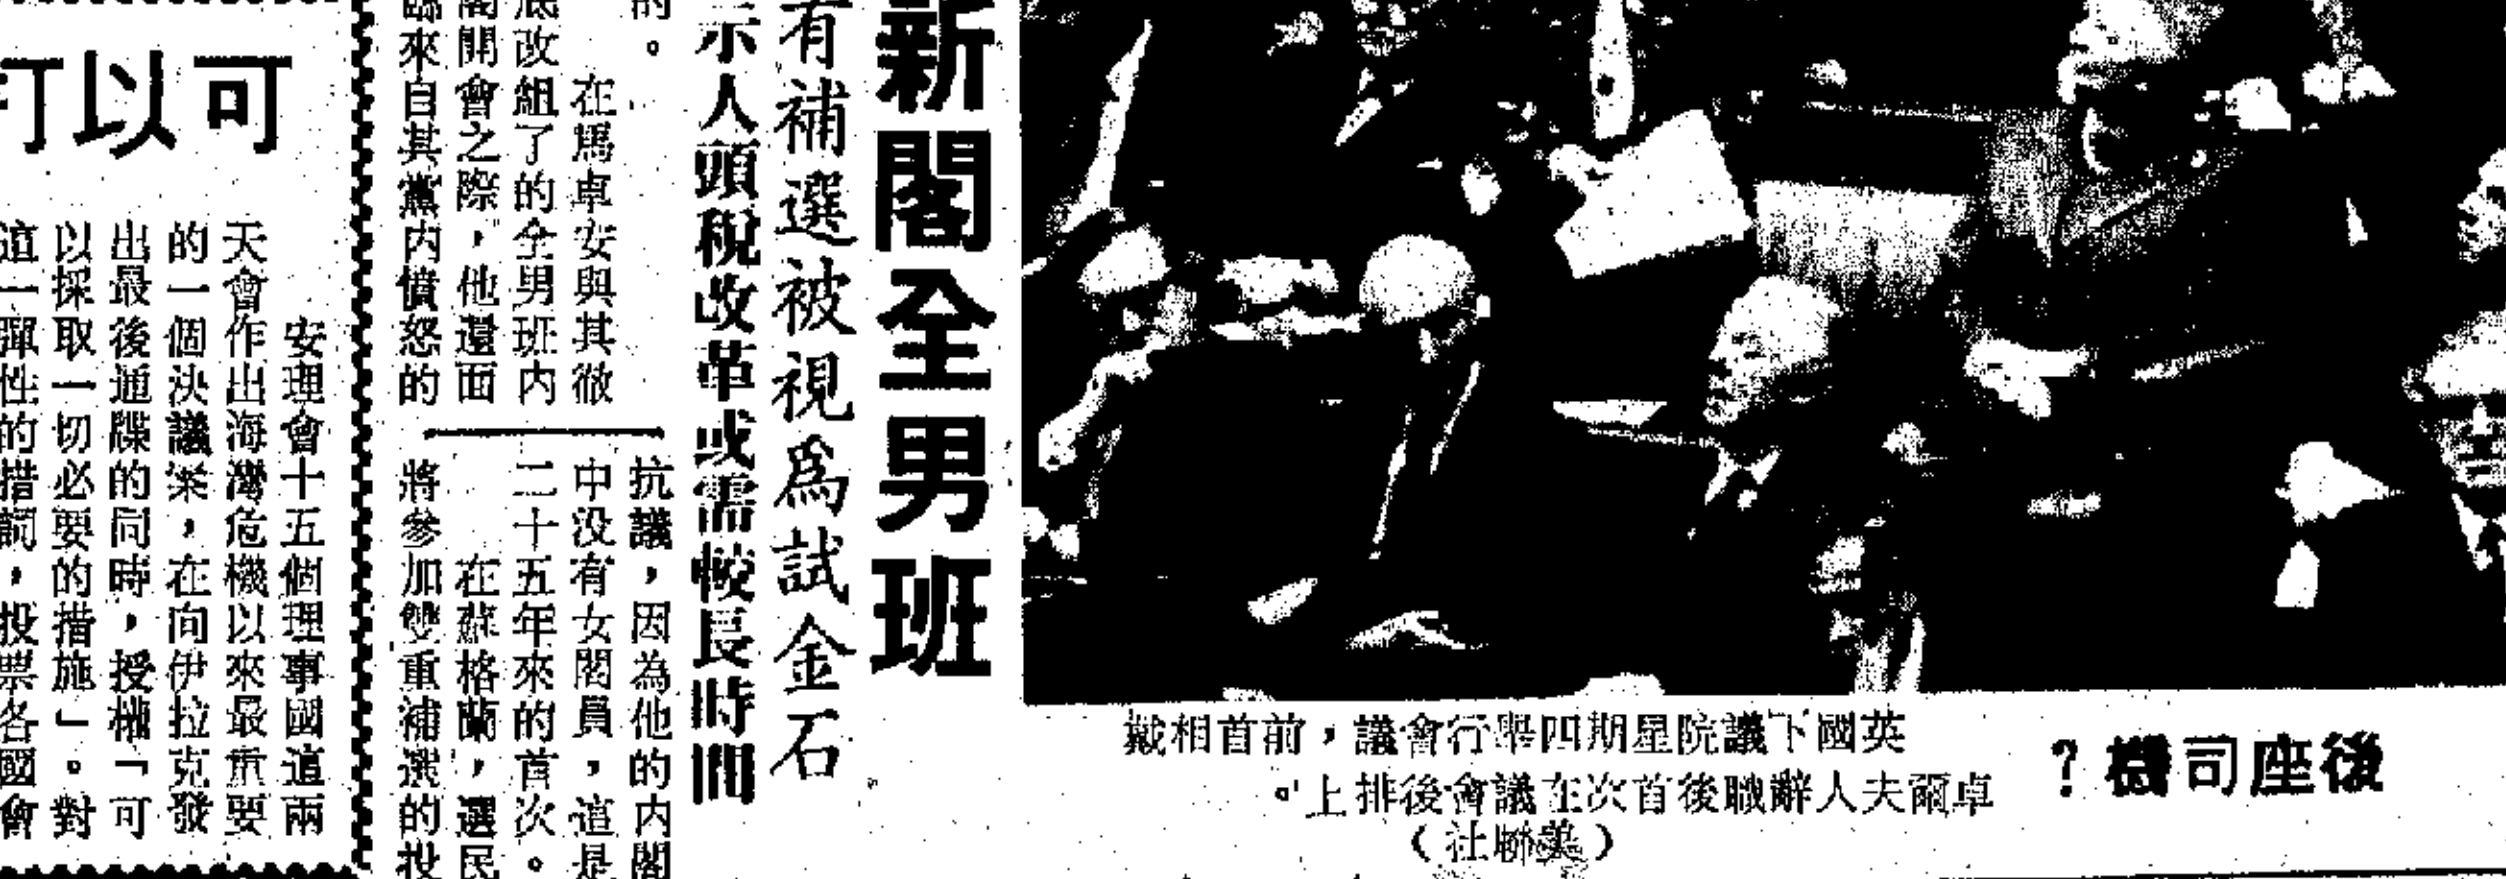 後座司機？
英國下議院星期四舉行會議，前首相戴
卓爾夫人辭職後首次在議會後排上。
（美聯社）
新閣全男班
有補選被視為試金石
示人頭稅改革或需較長時間
的。
在馬卓安與其徹
底改組了的全男班内
閣開會之際，他還面
臨來自其黨内憤怒的
抗議，因為他的内閣
中没有女閣員，這是
二十五年來的首次。
在蘇格蘭，選民
將參加雙重補選的投
可以可
安理會十五個理事國這兩
天會作出海灣危機以來最重要
的一個決議案，在向伊拉克發
出最後通牒的同時，授權「可
以採取一切必要的措施」。對
這一彈性的措詞，投票各國會